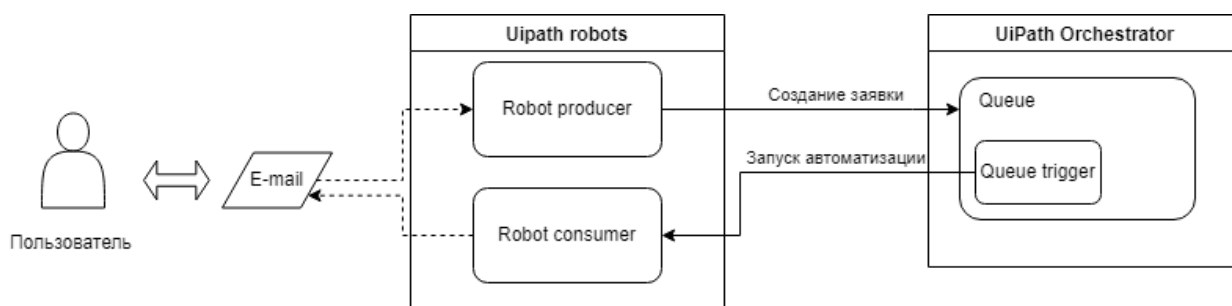 Uipath robots
UiPath Orchestrator
Robot producer
Создание заявки
Queue
Запуск автоматизации
Queue trigger
E-mail
Robot consumer
Пользователь